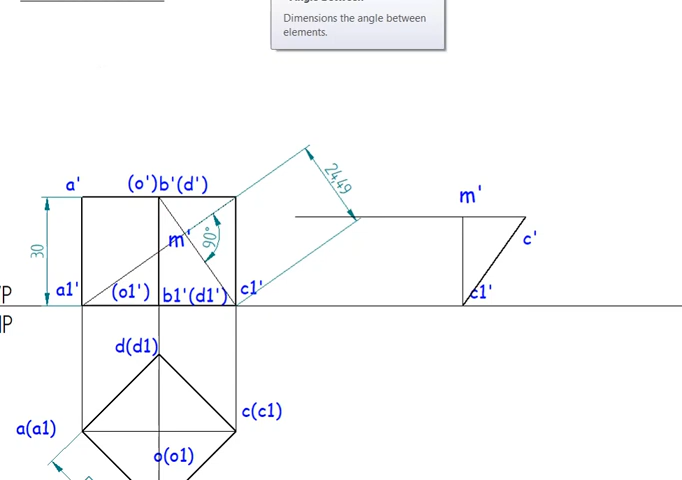 Dimensions the angle between
elements.
a'
(o')b'(d')
24,49
m'
m'
90°
c'
30
a1'
(o1')
b1'(d1')
c1'
c1'
d(d1)
c(c1)
a(a1)
o(o1)